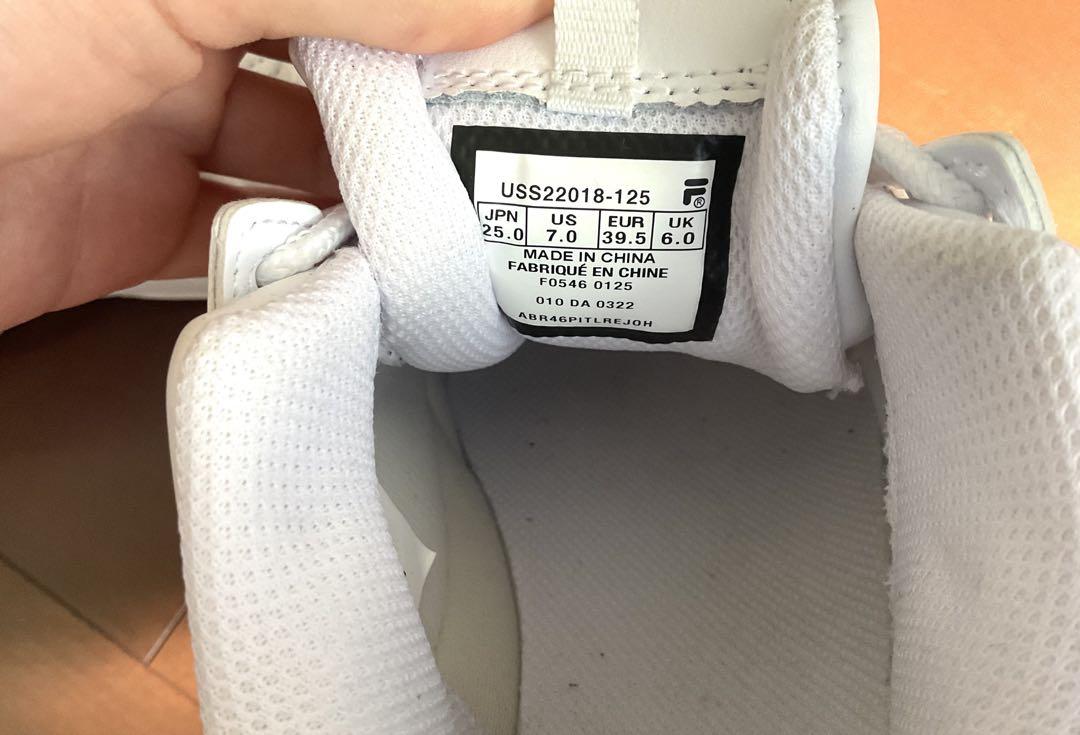 USS22018-125
JPN US EUR UK
25.0 7.0 39.5 6.0
MADE IN CHINA
FABRIQUÉ EN CHINE
F0546 0125
010 DA 0322
ABR46PITLREJOH